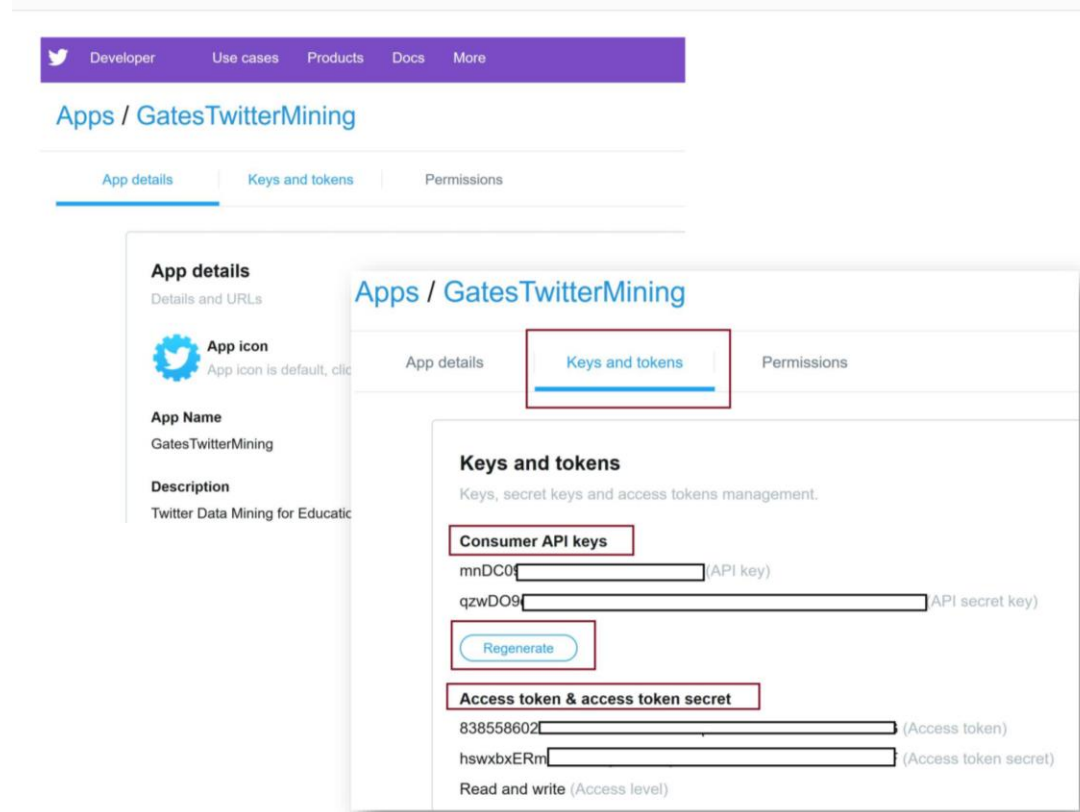 Developer Use cases Products Docs More
Apps / GatesTwitterMining
App details Keys and tokens Permissions
App details
Details and URLs
App icon
App icon is default, clic
App Name
GatesTwitterMining
Description
Twitter Data Mining for Educatic
Apps / GatesTwitterMining
App details Keys and tokens Permissions
Keys and tokens
Keys, secret keys and access tokens management.
Consumer API keys
mnDC09 (API key)
qzwDO9 (API secret key)
Regenerate
Access token & access token secret
838558602 (Access token)
hswxbxERm (Access token secret)
Read and write (Access level)